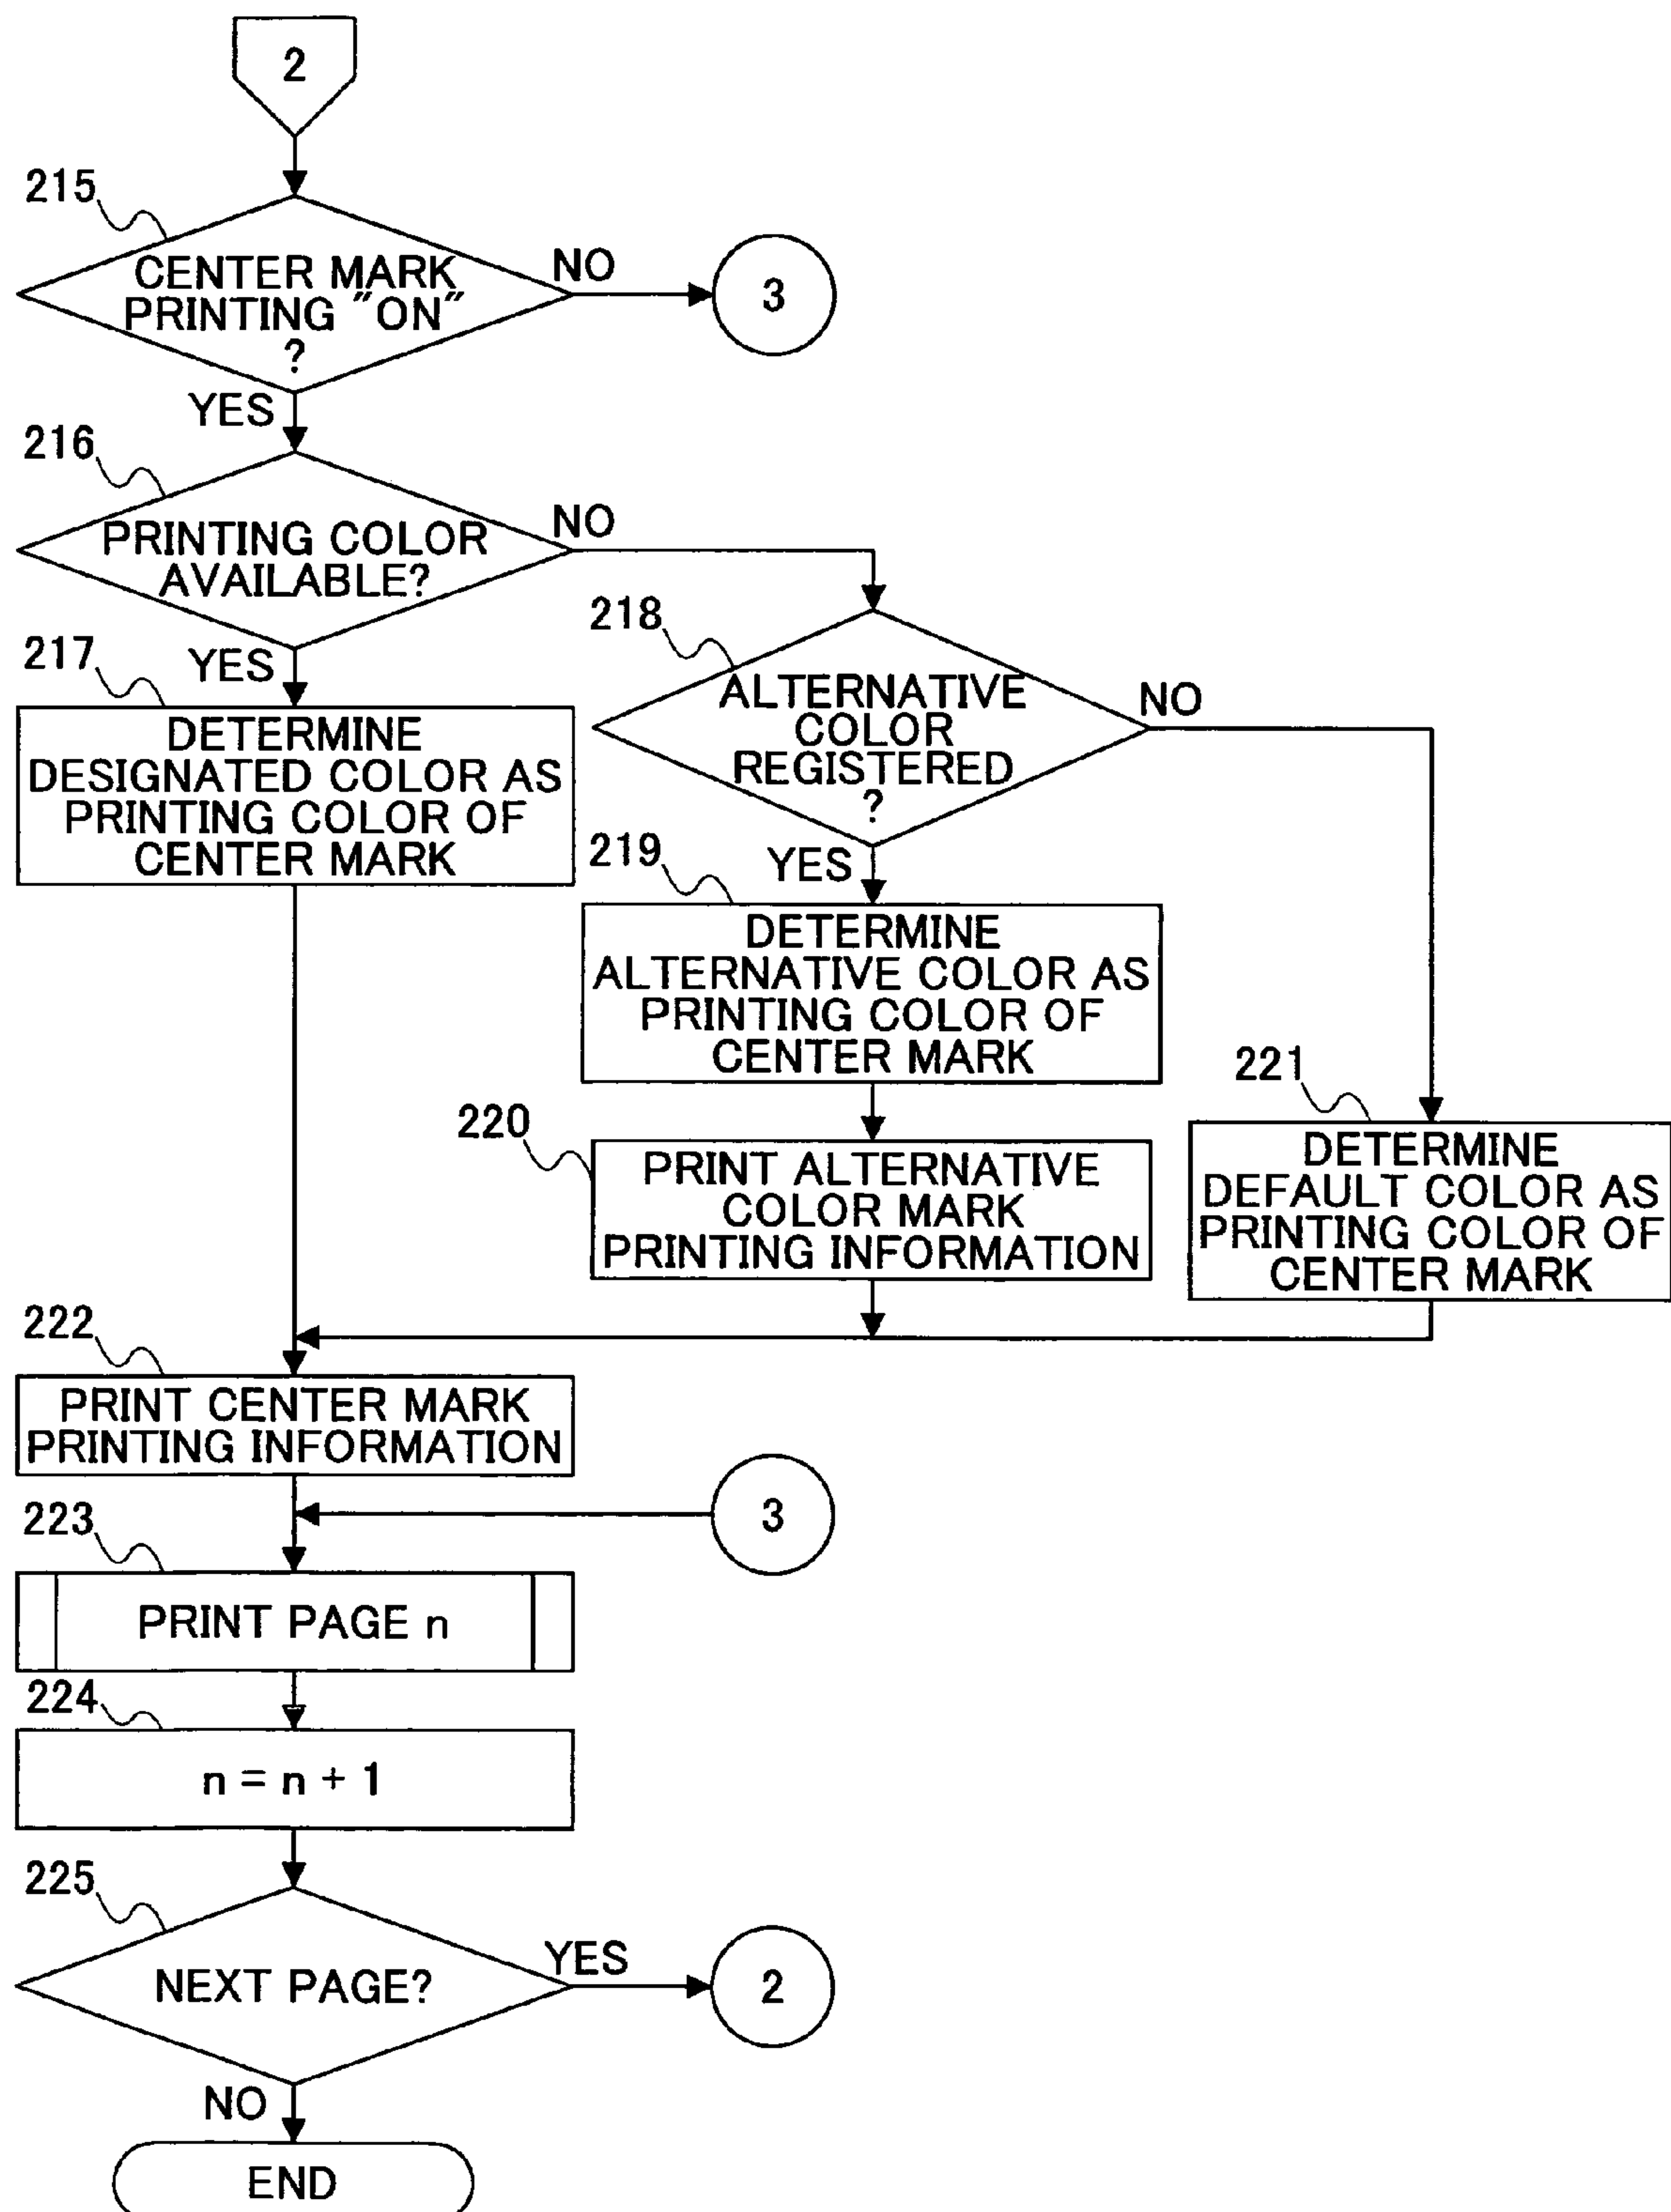 2
215
CENTER MARK
PRINTING "ON"
?
NO
3
YES
216
PRINTING COLOR
AVAILABLE?
NO
YES
217
DETERMINE
DESIGNATED COLOR AS
PRINTING COLOR OF
CENTER MARK
218
ALTERNATIVE
COLOR
REGISTERED
?
NO
YES
219
DETERMINE
ALTERNATIVE COLOR AS
PRINTING COLOR OF
CENTER MARK
220
PRINT ALTERNATIVE
COLOR MARK
PRINTING INFORMATION
221
DETERMINE
DEFAULT COLOR AS
PRINTING COLOR OF
CENTER MARK
222
PRINT CENTER MARK
PRINTING INFORMATION
3
223
PRINT PAGE n
224
n = n + 1
225
NEXT PAGE?
YES
2
NO
END